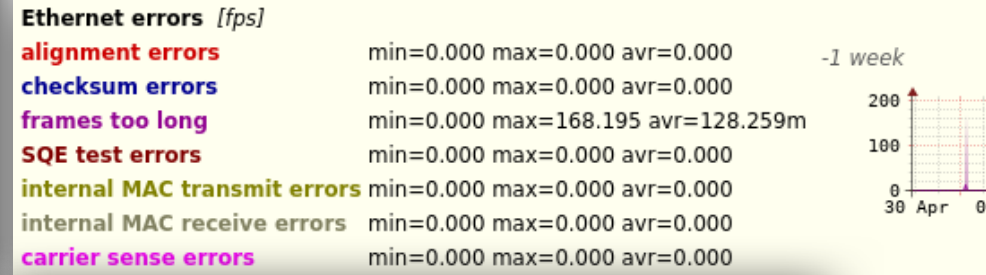 Ethernet errors [fps]
alignment errors min=0.000 max=0.000 avr=0.000
checksum errors min=0.000 max=0.000 avr=0.000
frames too long min=0.000 max=168.195 avr=128.259m
SQE test errors min=0.000 max=0.000 avr=0.000
internal MAC transmit errors min=0.000 max=0.000 avr=0.000
internal MAC receive errors min=0.000 max=0.000 avr=0.000
carrier sense errors min=0.000 max=0.000 avr=0.000
-1 week
200
100
0
30 Apr 0